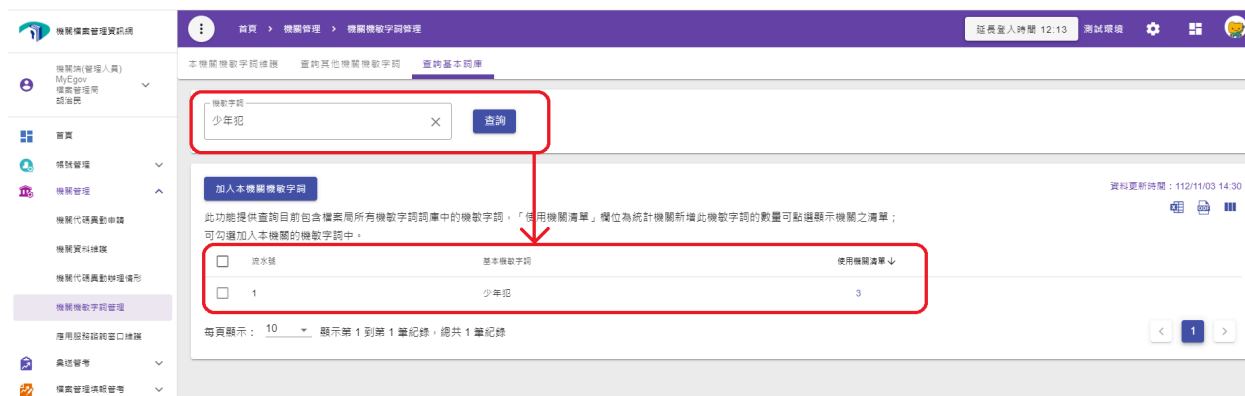 機關檔案管理資訊網
首頁 > 機關管理 > 機關機敏字詞管理
延長登入時間 12:13
測試環境
機關端(管理人員)
MyEgov
檔案管理局
首頁
帳號管理
機關管理
機關代碼異動申請
機關資料維護
機關代碼異動辦理情形
機關機敏字詞管理
應用服務諮詢窗口維護
彙送管考
檔案管理填報管考
本機關機敏字詞維護
查詢其他機關機敏字詞
查詢基本詞庫
機敏字詞
少年犯
查詢
加入本機關機敏字詞
資料更新時間:112/11/03 14:30
此功能提供查詢目前包含檔案局所有機敏字詞詞庫中的機敏字詞,「使用機關清單」欄位為統計機關新增此機敏字詞的數量可點選顯示機關之清單;
可勾選加入本機關的機敏字詞中。
流水號 基本機敏字詞 使用機關清單
1 少年犯 3
每頁顯示: 10 顯示第 1 到第 1 筆紀錄,總共 1 筆紀錄
< 1 >